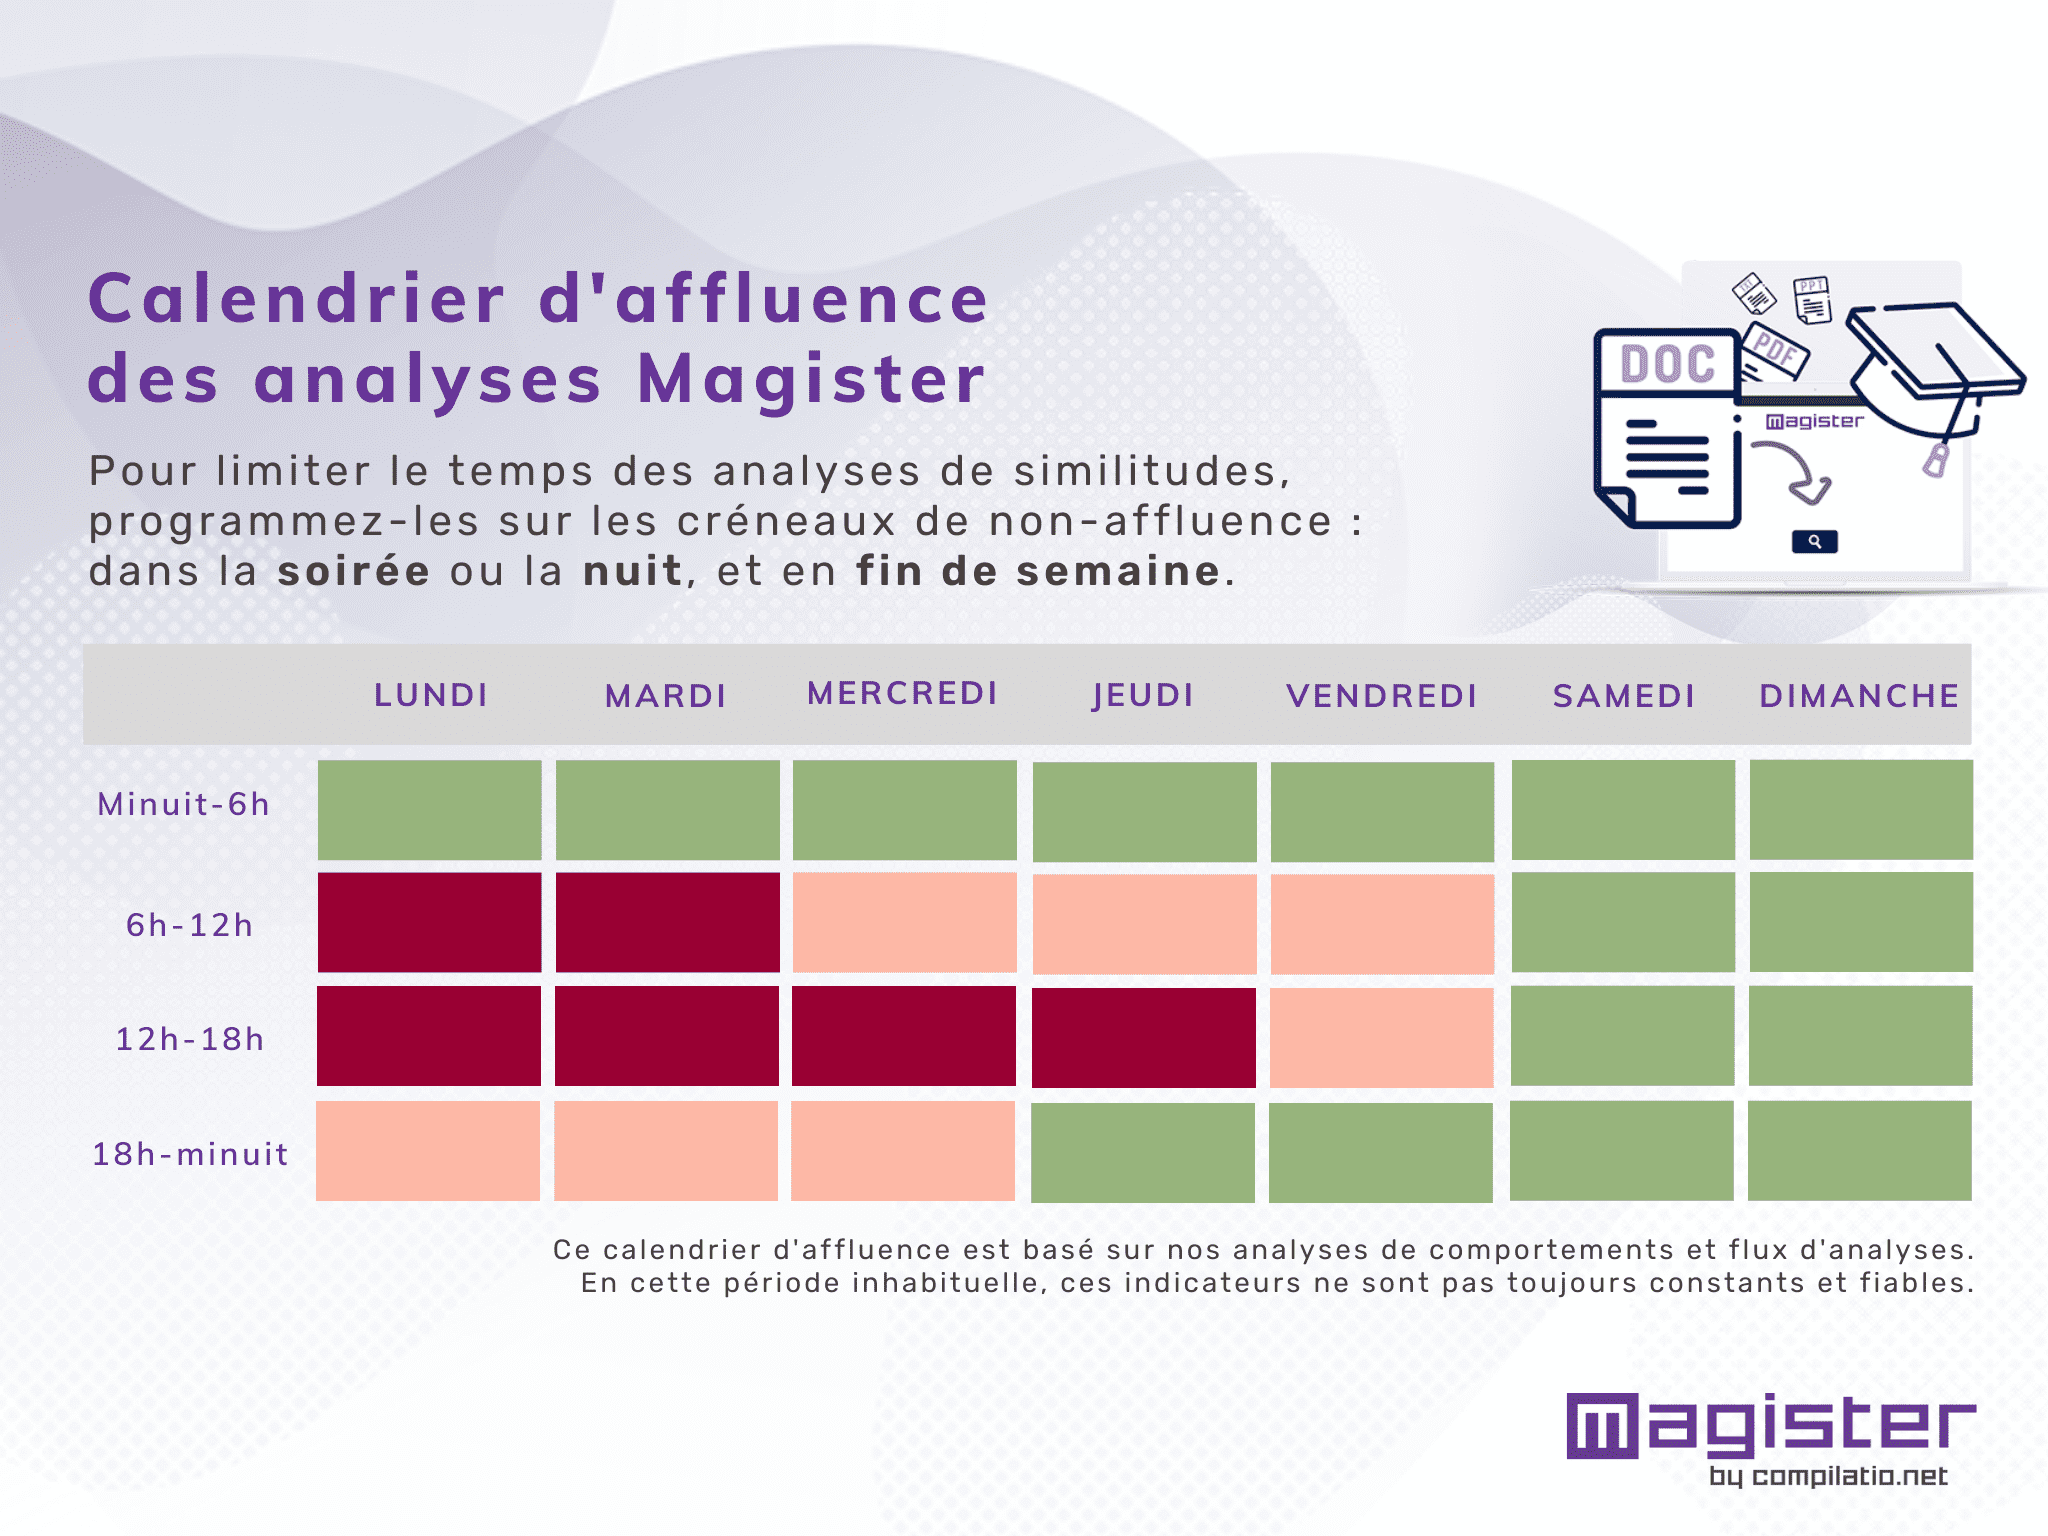 Calendrier d'affluence
des analyses Magister
Pour limiter le temps des analyses de similitudes,
programmez-les sur les créneaux de non-affluence :
dans la soirée ou la nuit, et en fin de semaine.
TXT
PPT
PDF
DOC
magister
LUNDI MARDI MERCREDI JEUDI VENDREDI SAMEDI DIMANCHE
Minuit-6h
6h-12h
12h-18h
18h-minuit
Ce calendrier d'affluence est basé sur nos analyses de comportements et flux d'analyses.
En cette période inhabituelle, ces indicateurs ne sont pas toujours constants et fiables.
magister
by compilatio.net